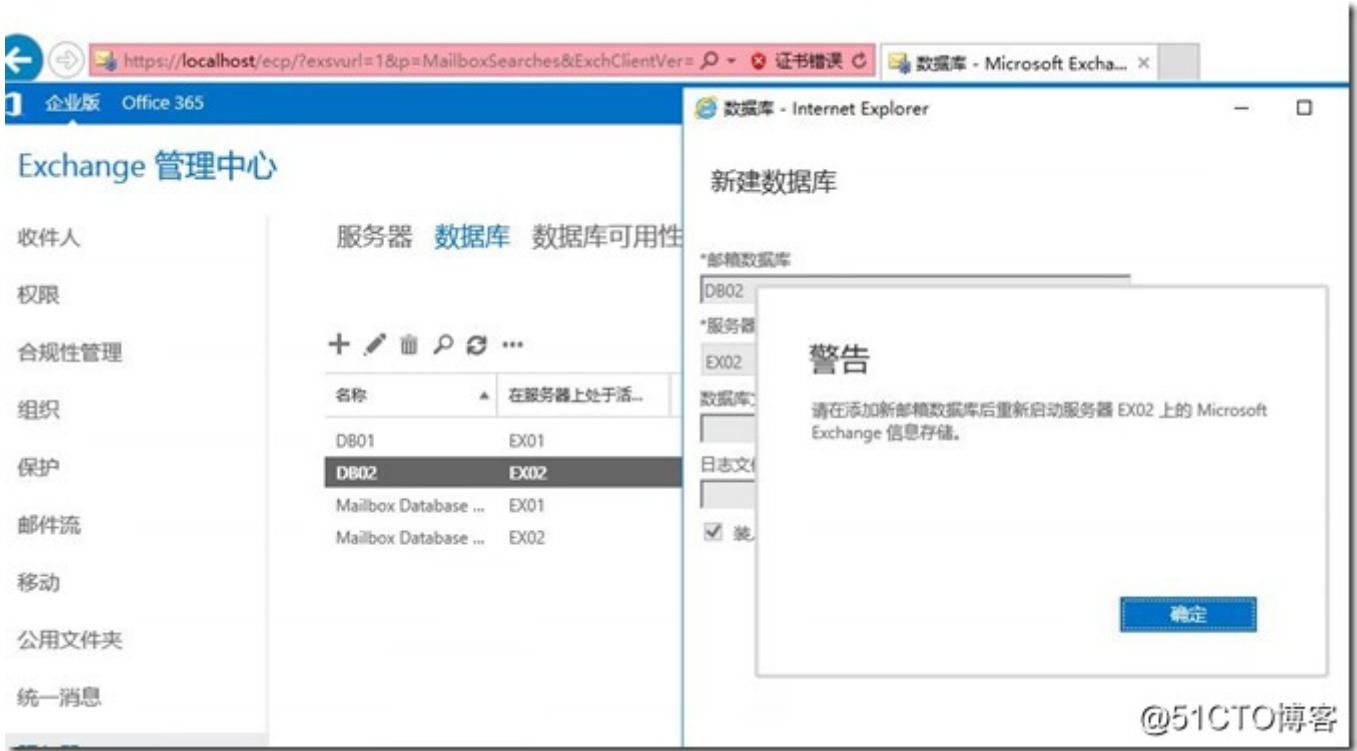 https://localhost/ecp/?exsvurl=1&p=MailboxSearches&ExchClientVer= 证书错误 数据库 - Microsoft Excha...
企业版 Office 365
数据库 - Internet Explorer
Exchange 管理中心
新建数据库
收件人
权限
合规性管理
组织
保护
邮件流
移动
公用文件夹
统一消息
服务器 数据库 数据库可用性
名称 在服务器上处于活...
DB01 EX01
DB02 EX02
Mailbox Database ... EX01
Mailbox Database ... EX02
*邮箱数据库
DB02
*服务器
EX02
数据库
日志文件
装
警告
请在添加新邮箱数据库后重新启动服务器 EX02 上的 Microsoft
Exchange 信息存储。
确定
@51CTO博客